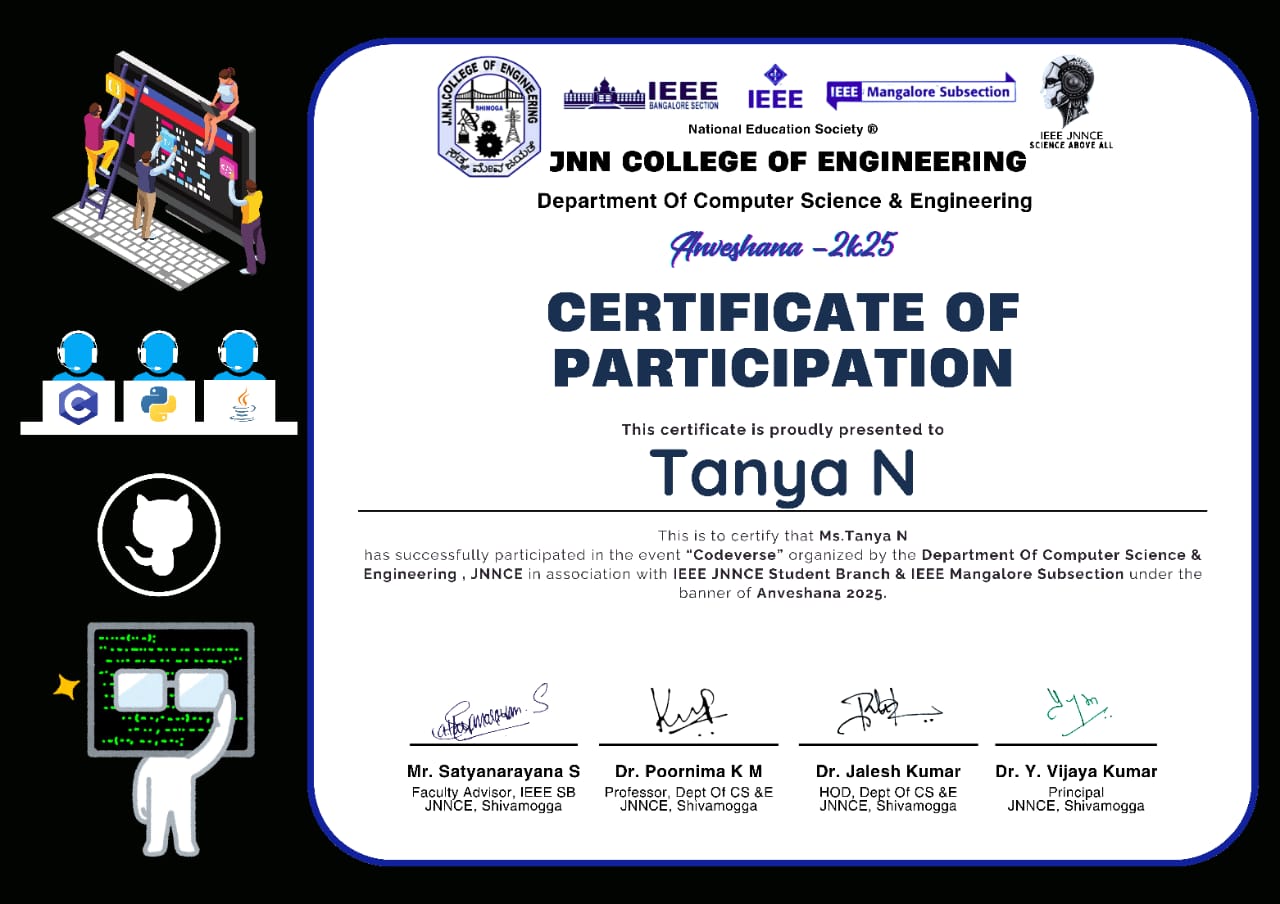 J.N.N.COLLEGE OF ENGINEERING
SHIMOGA
ಸತ್ಯ ಮೇವ ಜಯತೆ
IEEE
BANGALORE SECTION
IEEE
IEEE Mangalore Subsection
IEEE JNNCE
SCIENCE ABOVE ALL
National Education Society ®
JNN COLLEGE OF ENGINEERING
Department Of Computer Science & Engineering
Anveshana -2k25
CERTIFICATE OF
PARTICIPATION
This certificate is proudly presented to
Tanya N
This is to certify that Ms.Tanya N
has successfully participated in the event “Codeverse” organized by the Department Of Computer Science &
Engineering , JNNCE in association with IEEE JNNCE Student Branch & IEEE Mangalore Subsection under the
banner of Anveshana 2025.
Mr. Satyanarayana S
Faculty Advisor, IEEE SB
JNNCE, Shivamogga
Dr. Poornima K M
Professor, Dept Of CS &E
JNNCE, Shivamogga
Dr. Jalesh Kumar
HOD, Dept Of CS &E
JNNCE, Shivamogga
Dr. Y. Vijaya Kumar
Principal
JNNCE, Shivamogga
C